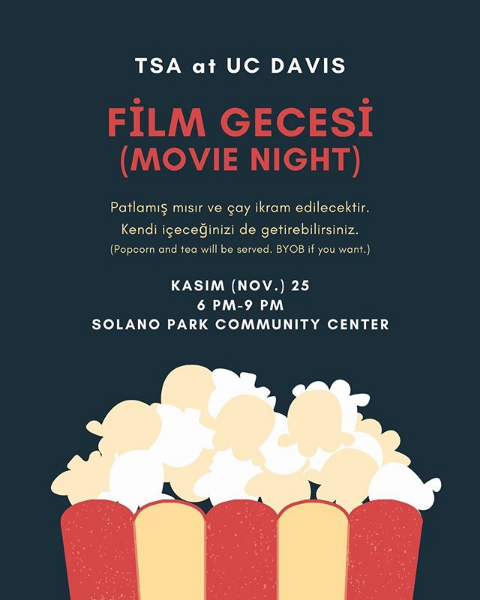 TSA at UC DAVIS
FİLM GECESİ
(MOVIE NIGHT)
Patlamış mısır ve çay ikram edilecektir.
Kendi içeceğinizi de getirebilirsiniz.
(Popcorn and tea will be served. BYOB if you want.)
KASIM (NOV.) 25
6 PM-9 PM
SOLANO PARK COMMUNITY CENTER